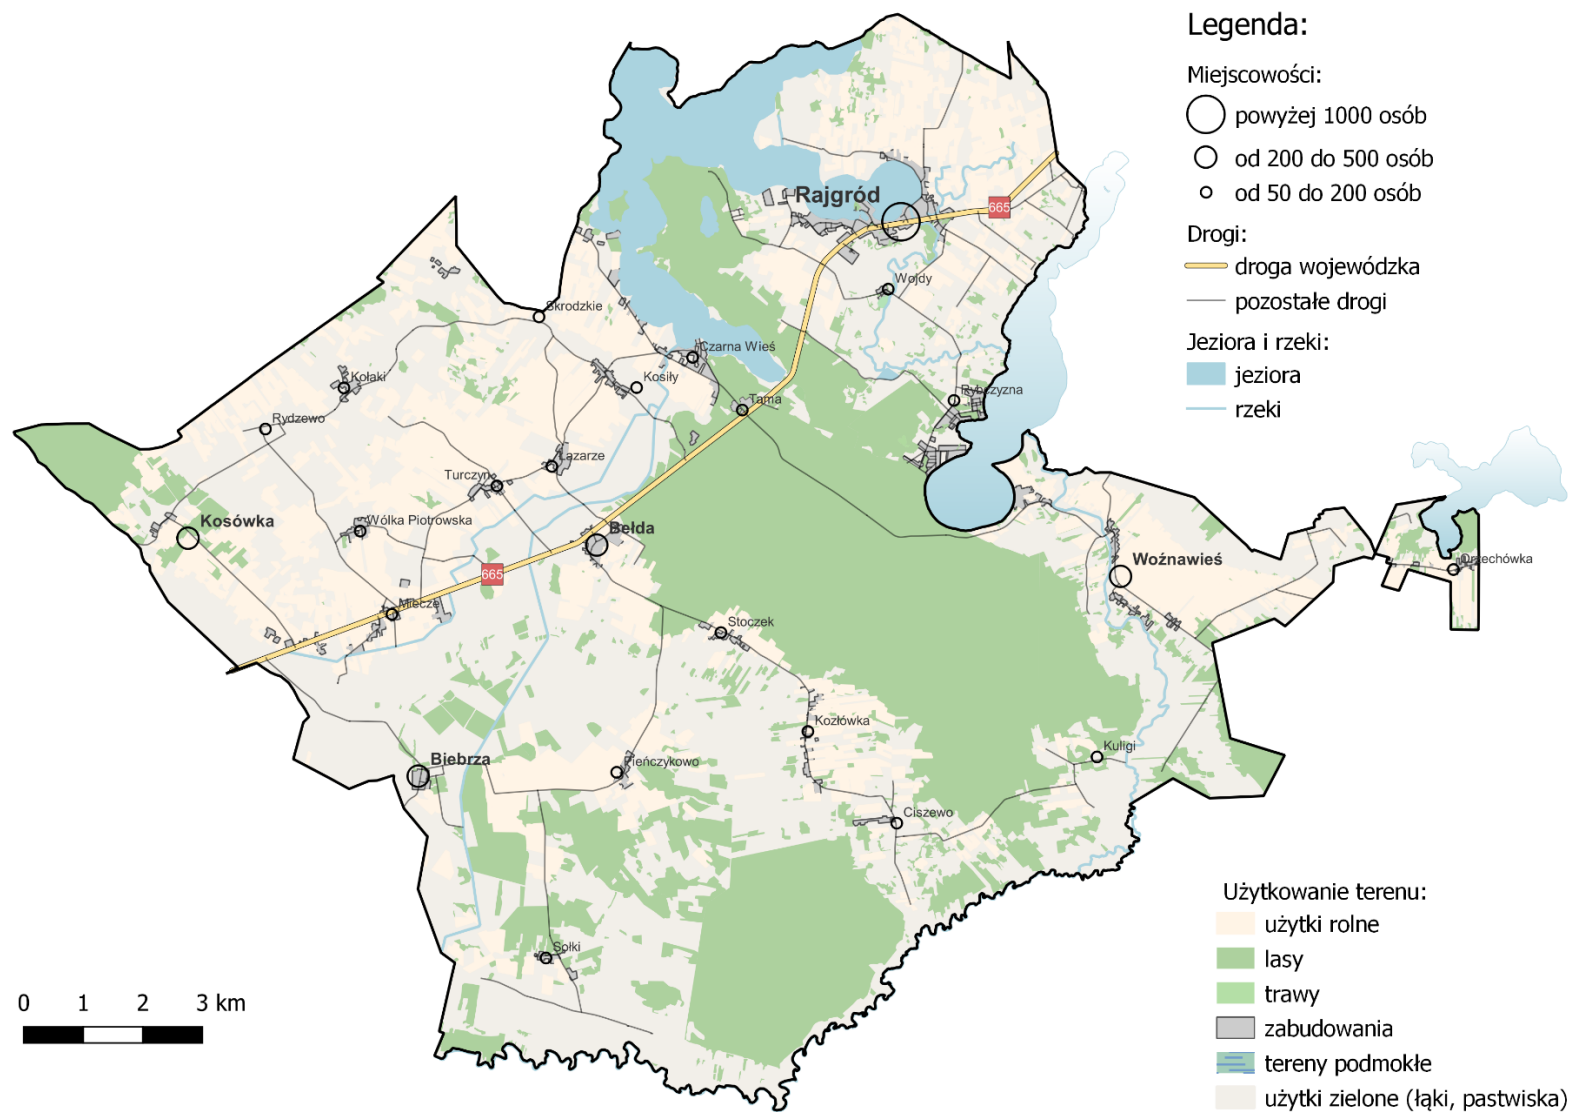 Legenda:
Miejscowości:
powyżej 1000 osób
od 200 do 500 osób
od 50 do 200 osób
Drogi:
droga wojewódzka
pozostałe drogi
Jeziora i rzeki:
jeziora
rzeki
Rajgród
665
Wojdy
Skrodzkie
Czarna Wieś
Kołaki
Kosiły
Tama
Rybczyzna
Rydzewo
Łazarze
Turczyn
Kosówka
Wólka Piotrowska
Bełda
Woźnawieś
Orzechówka
665
Miecze
Stoczek
Kozłówka
Kuligi
Biebrza
Pieńczykowo
Ciszewo
Sołki
0 1 2 3 km
Użytkowanie terenu:
użytki rolne
lasy
trawy
zabudowania
tereny podmokłe
użytki zielone (łąki, pastwiska)